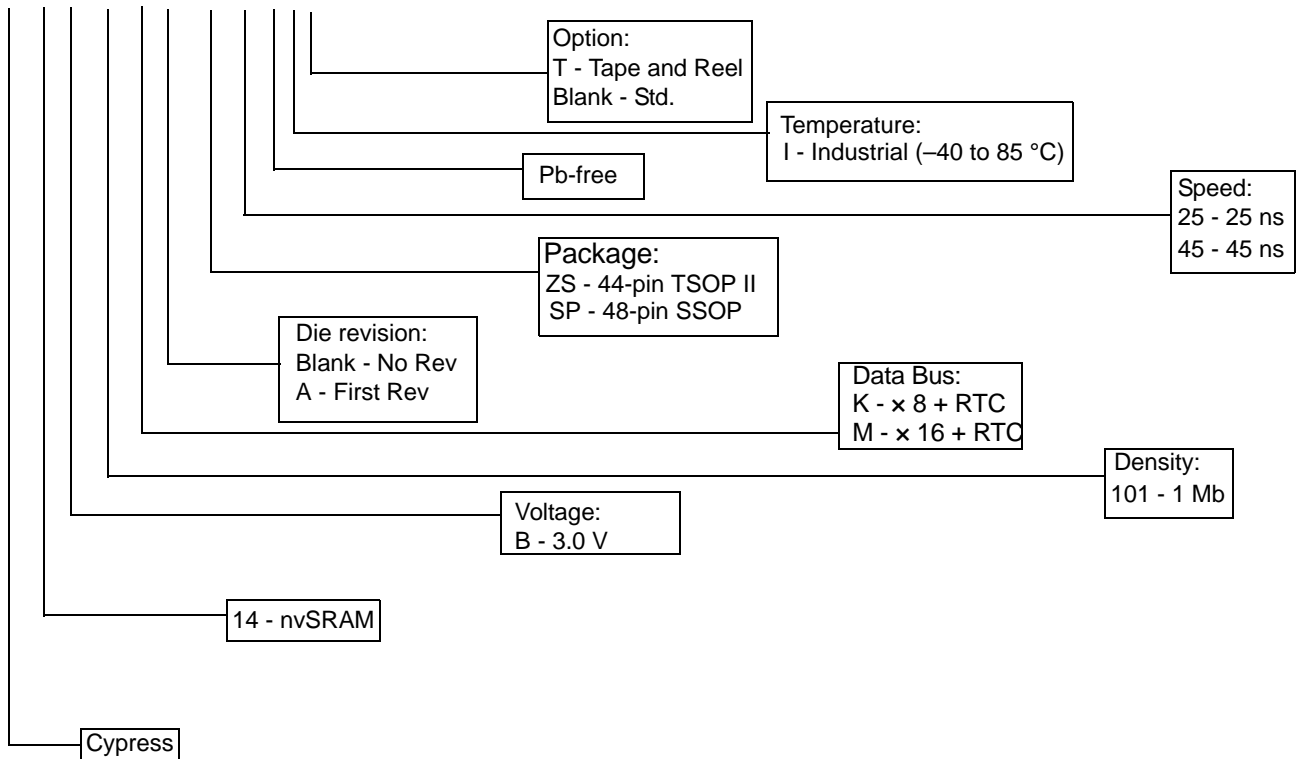 Option:
T - Tape and Reel
Blank - Std.
Temperature:
I - Industrial (–40 to 85 °C)
Pb-free
Speed:
25 - 25 ns
45 - 45 ns
Package:
ZS - 44-pin TSOP II
SP - 48-pin SSOP
Die revision:
Blank - No Rev
A - First Rev
Data Bus:
K - × 8 + RTC
M - × 16 + RTC
Density:
101 - 1 Mb
Voltage:
B - 3.0 V
14 - nvSRAM
Cypress